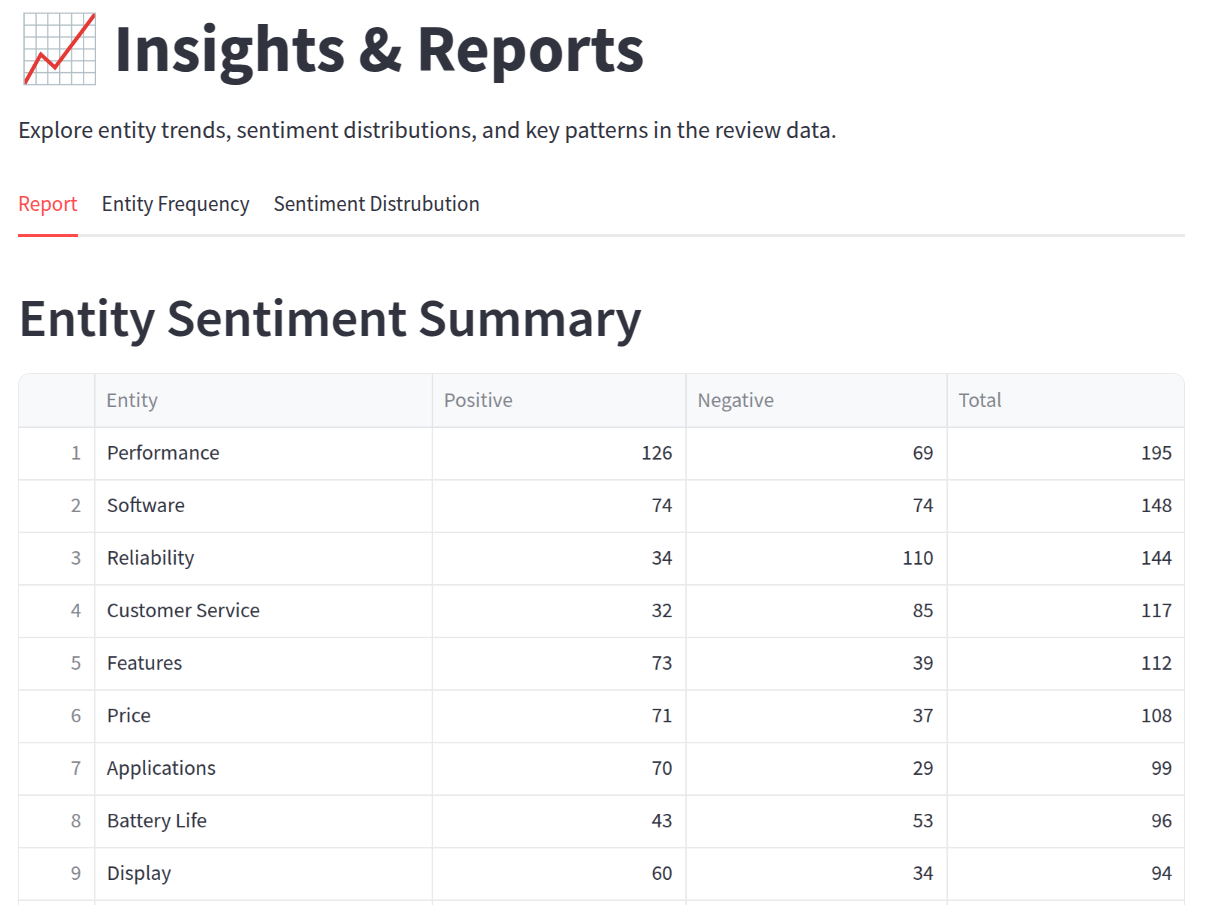 Insights & Reports
Explore entity trends, sentiment distributions, and key patterns in the review data.
Report Entity Frequency Sentiment Distrubution
Entity Sentiment Summary
Entity Positive Negative Total
1 Performance 126 69 195
2 Software 74 74 148
3 Reliability 34 110 144
4 Customer Service 32 85 117
5 Features 73 39 112
6 Price 71 37 108
7 Applications 70 29 99
8 Battery Life 43 53 96
9 Display 60 34 94